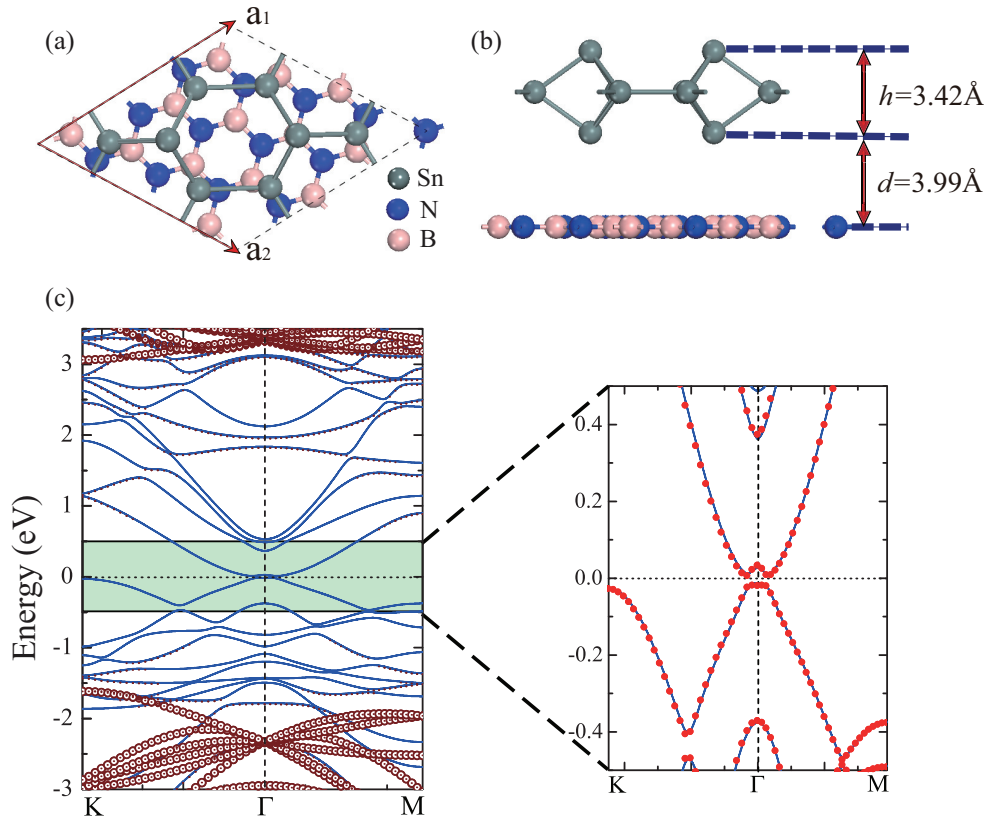 (a)
a1
a2
Sn
N
B
(b)
h=3.42Å
d=3.99Å
(c)
Energy (eV)
3
2
1
0
-1
-2
-3
K
Γ
M
0.4
0.2
0.0
-0.2
-0.4
K
Γ
M